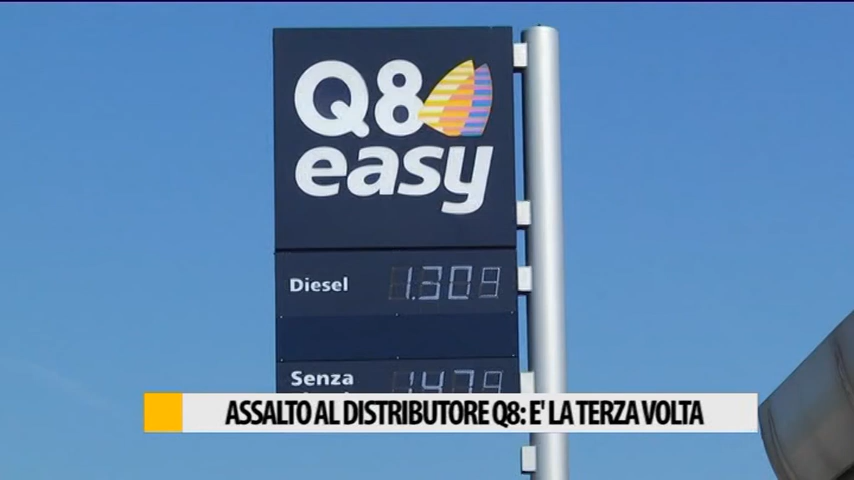 Q8
easy
Diesel 1.309
Senza 1.479
ASSALTO AL DISTRIBUTORE Q8: E' LA TERZA VOLTA